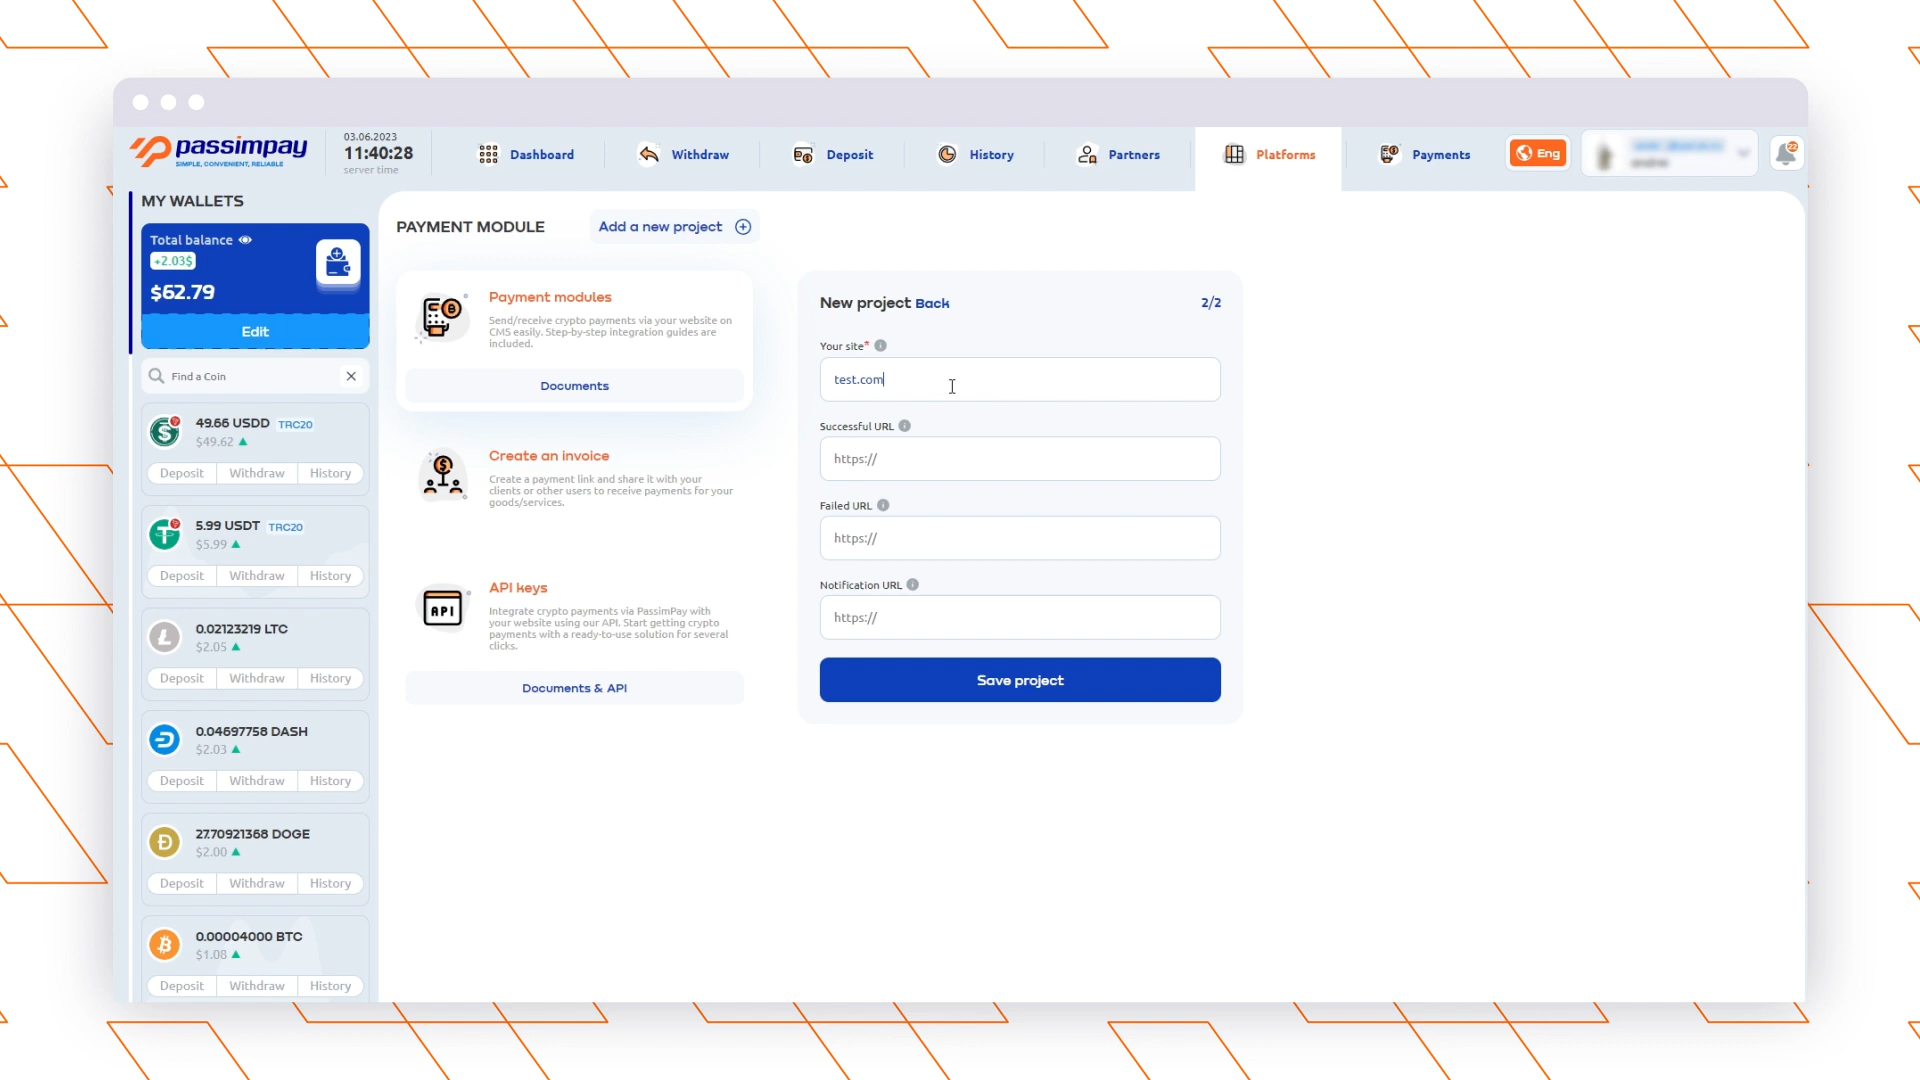 passimpay
SIMPLE, CONVENIENT, RELIABLE
03.06.2023
11:40:28
server time
Dashboard
Withdraw
Deposit
History
Partners
Platforms
Payments
Eng
22
MY WALLETS
Total balance
+2.03$
$62.79
Edit
Find a Coin
49.66 USDD TRC20
$49.62
Deposit Withdraw History
5.99 USDT TRC20
$5.99
Deposit Withdraw History
0.02123219 LTC
$2.05
Deposit Withdraw History
0.04697758 DASH
$2.03
Deposit Withdraw History
27.70921368 DOGE
$2.00
Deposit Withdraw History
0.00004000 BTC
$1.08
Deposit Withdraw History
PAYMENT MODULE
Add a new project
Payment modules
Send/receive crypto payments via your website on
CMS easily. Step-by-step integration guides are
included.
Documents
Create an invoice
Create a payment link and share it with your
clients or other users to receive payments for your
goods/services.
API
API keys
Integrate crypto payments via PassimPay with
your website using our API. Start getting crypto
payments with a ready-to-use solution for several
clicks.
Documents & API
New project Back
2/2
Your site*
test.com
Successful URL
https://
Failed URL
https://
Notification URL
https://
Save project